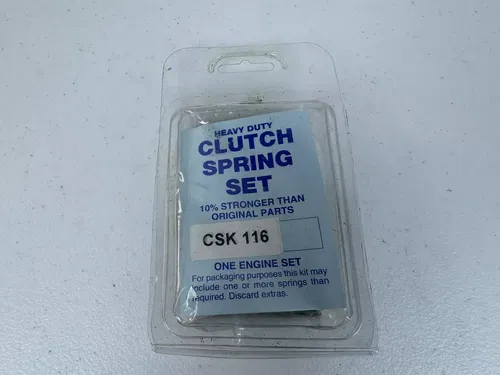 HEAVY DUTY
CLUTCH
SPRING
SET
10% STRONGER THAN
ORIGINAL PARTS
CSK 116
ONE ENGINE SET
For packaging purposes this kit may
include one or more springs than
required. Discard extras.